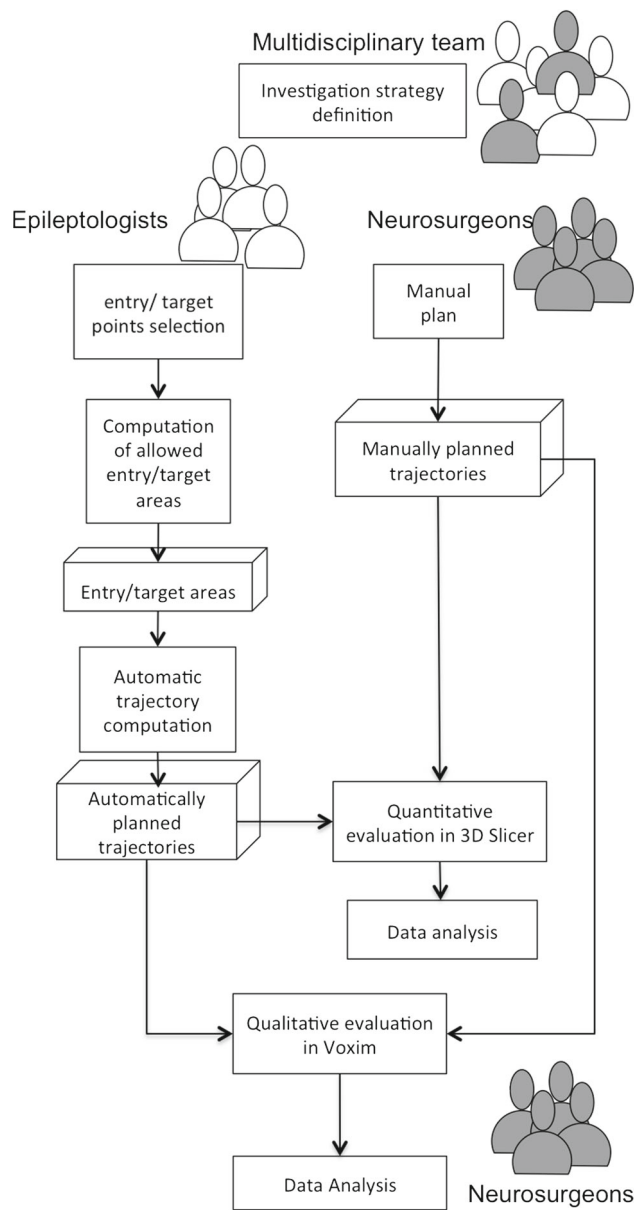 Multidisciplinary team
Investigation strategy
definition
Epileptologists
Neurosurgeons
entry/ target
points selection
Manual
plan
Computation
of allowed
entry/target
areas
Manually planned
trajectories
Entry/target areas
Automatic
trajectory
computation
Automatically
planned
trajectories
Quantitative
evaluation in 3D Slicer
Data analysis
Qualitative evaluation
in Voxim
Data Analysis
Neurosurgeons